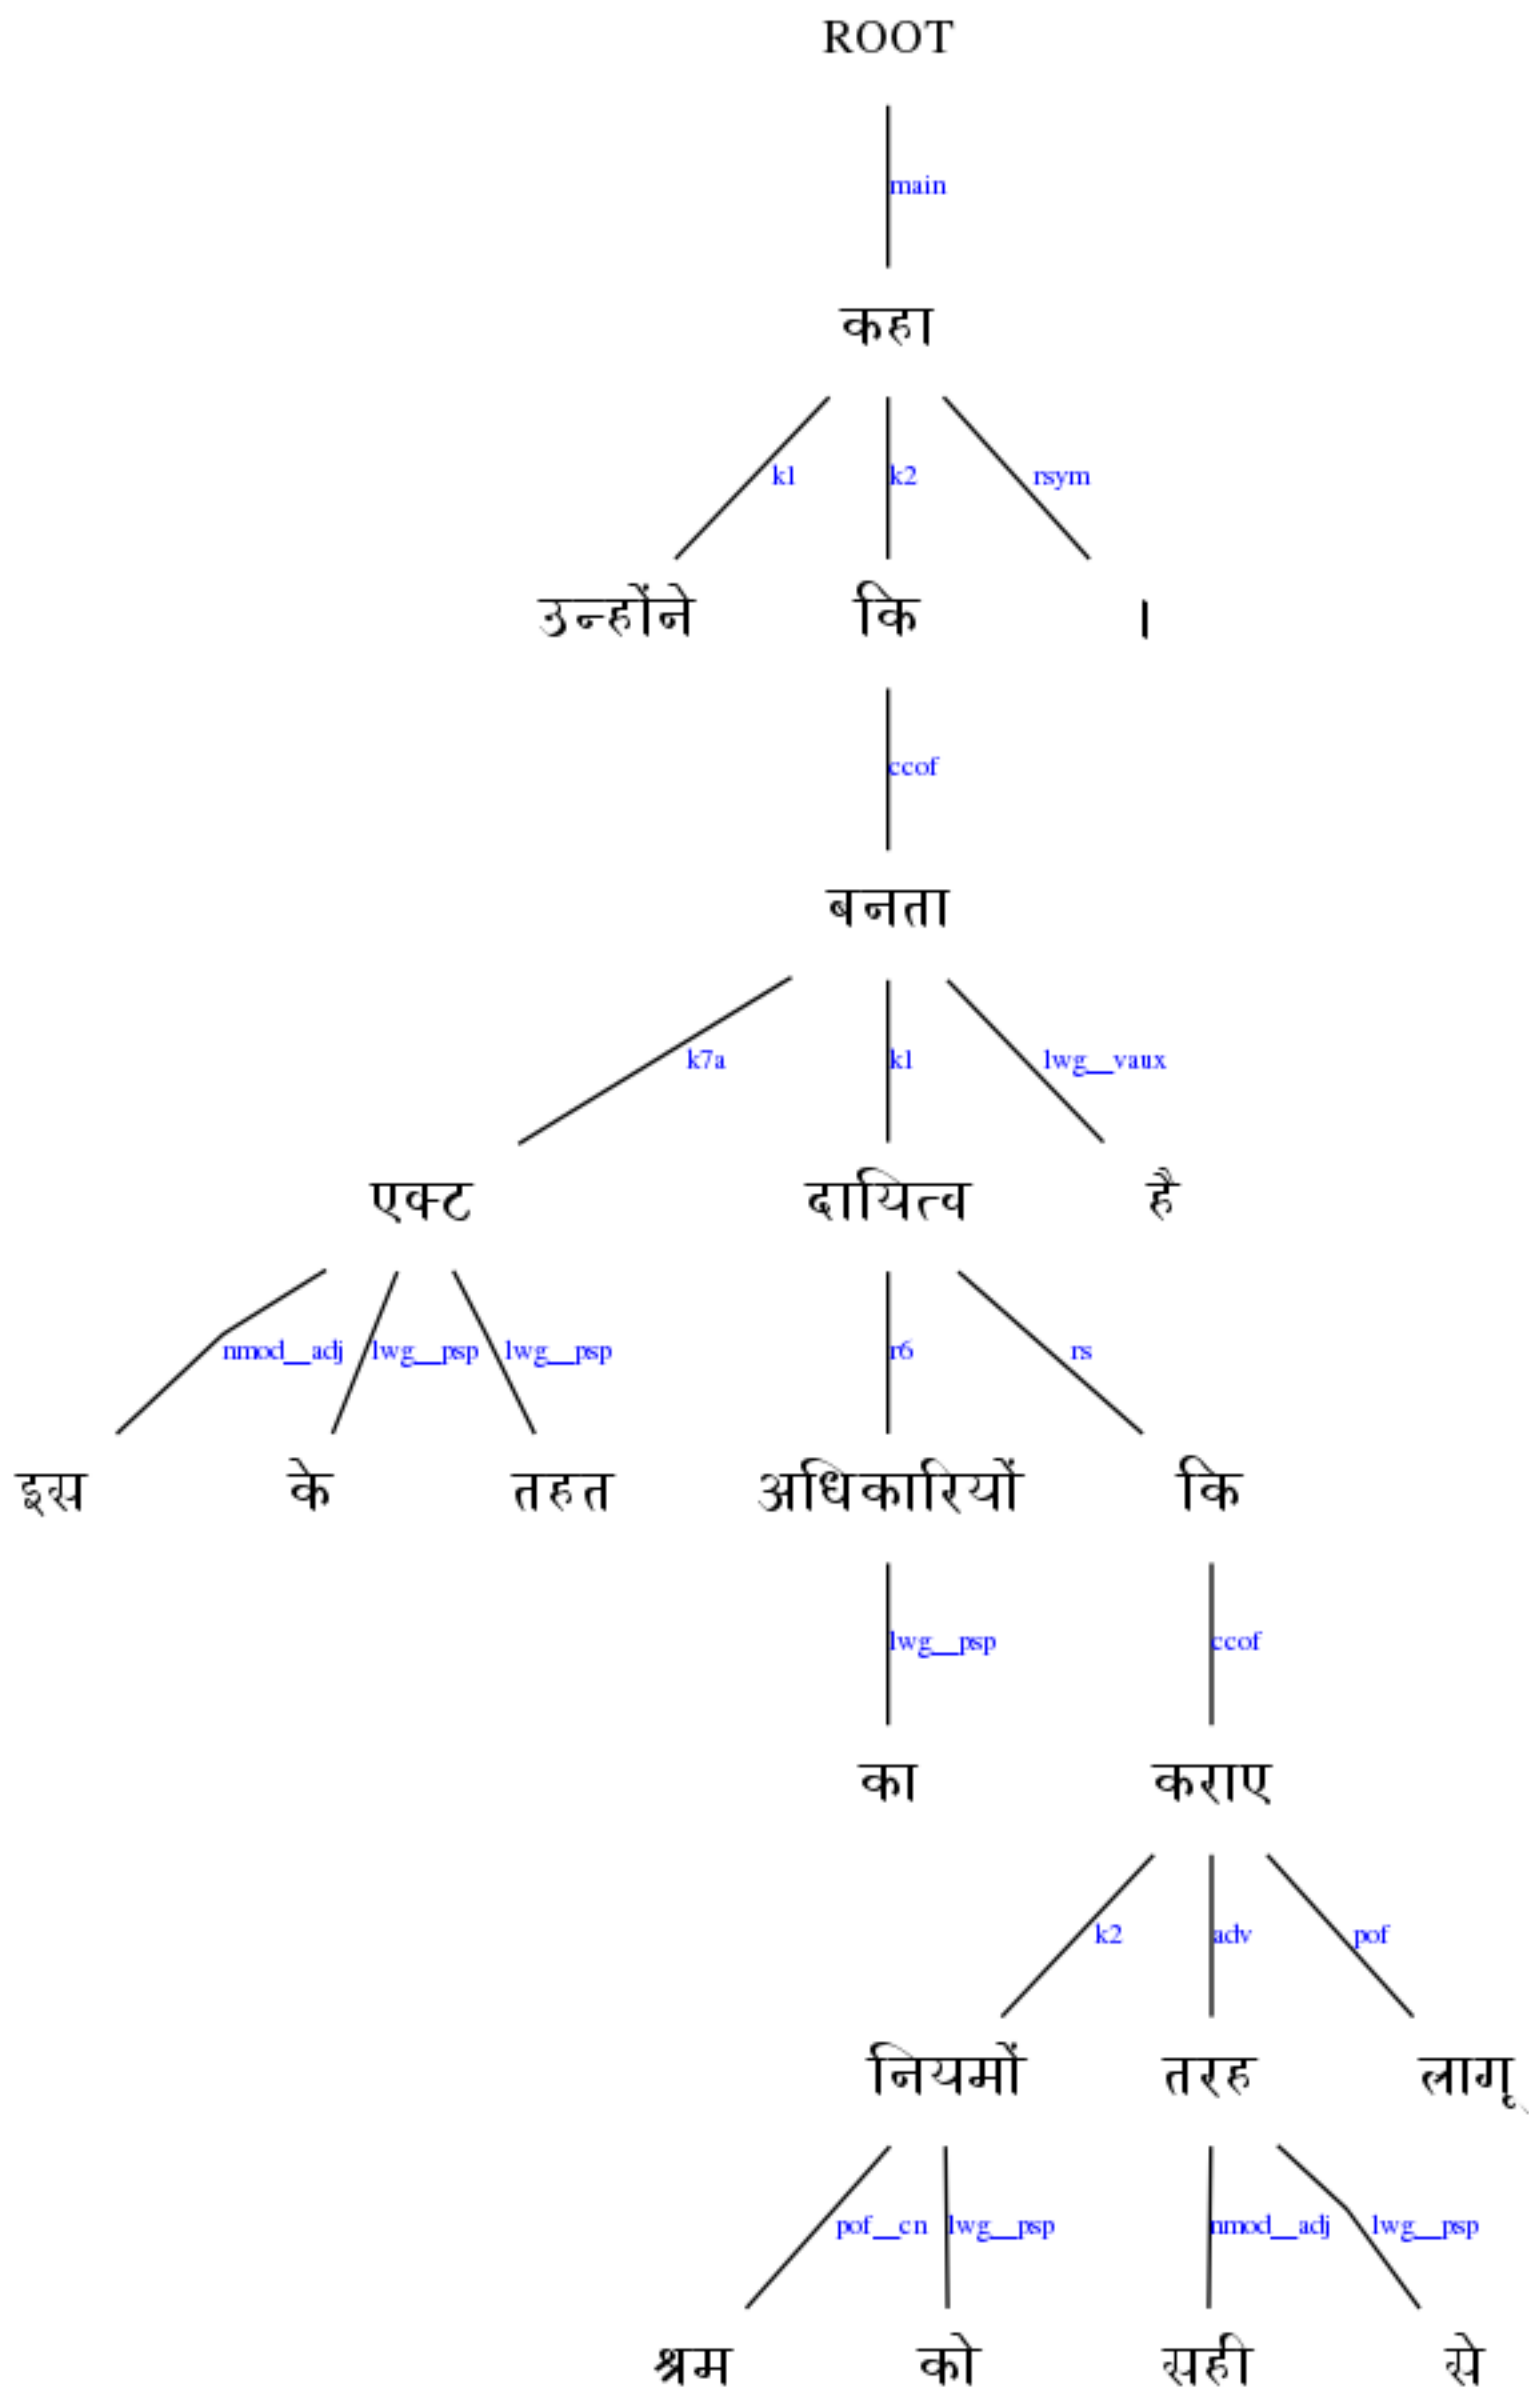 ROOT
main
कहा
k1 k2 rsym
उन्होंने कि ।
ccof
बनता
k7a k1 lwg__vaux
एक्ट दायित्व है
nmod__adj lwg__psp lwg__psp r6 rs
इस के तहत अधिकारियों कि
lwg__psp ccof
का कराए
k2 adv pof
नियमों तरह लागू
pof__cn lwg__psp nmod__adj lwg__psp
श्रम को सही से